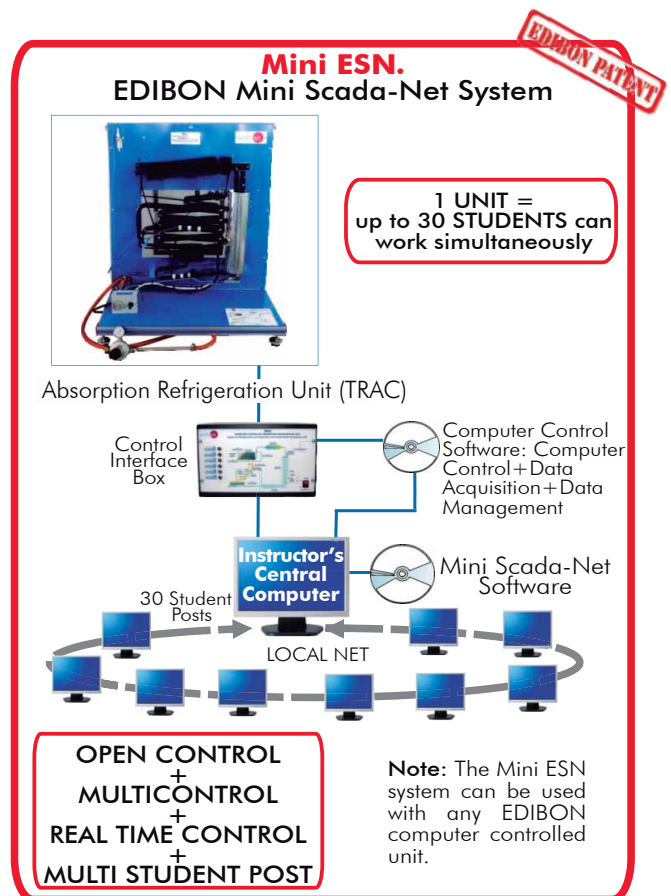 EDIBON PATENT
Mini ESN.
EDIBON Mini Scada-Net System
1 UNIT =
up to 30 STUDENTS can
work simultaneously
Absorption Refrigeration Unit (TRAC)
Control
Interface
Box
Computer Control
Software: Computer
Control+Data
Acquisition+Data
Management
Instructor's
Central
Computer
Mini Scada-Net
Software
30 Student
Posts
LOCAL NET
OPEN CONTROL
+
MULTICONTROL
+
REAL TIME CONTROL
+
MULTI STUDENT POST
Note: The Mini ESN
system can be used
with any EDIBON
computer controlled
unit.